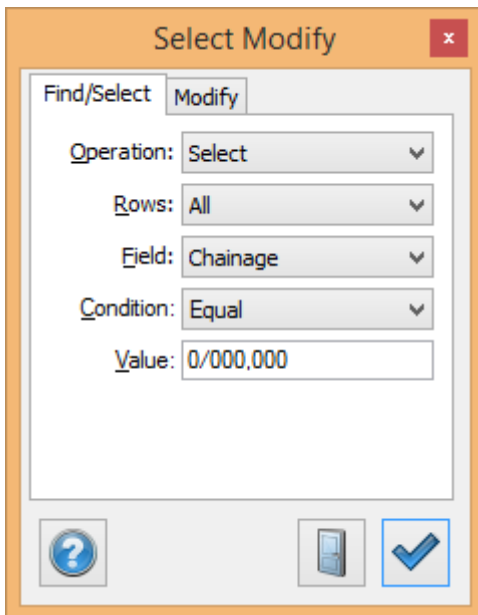 Select Modify
x
Find/Select Modify
Operation: Select
Rows: All
Field: Chainage
Condition: Equal
Value: 0/000,000
?